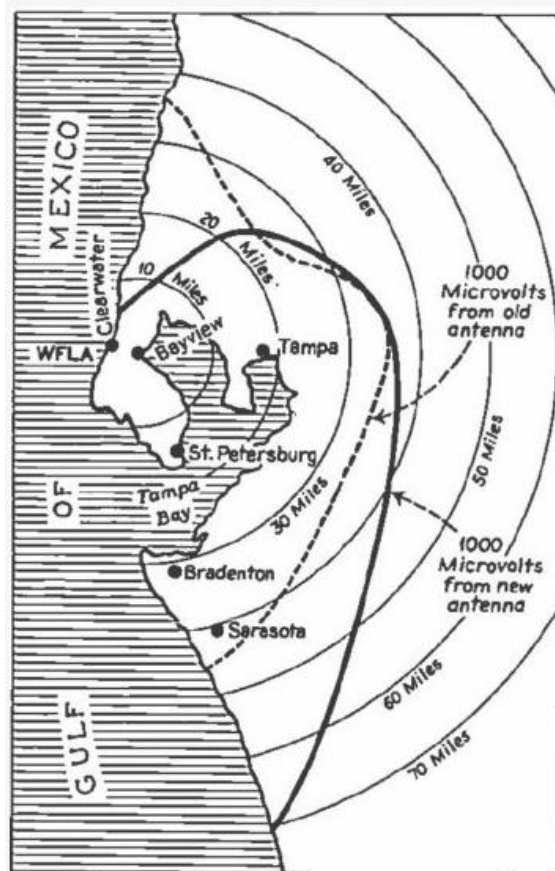 MEXICO
OF
GULF
40 Miles
20
Miles
10
Miles
Clearwater
WFLA
Bayview
Tampa
1000
Microvolts
from old
antenna
50 Miles
St. Petersburg
Tampa
Bay
30 Miles
1000
Microvolts
from new
antenna
Bradenton
Sarasota
60 Miles
70 Miles